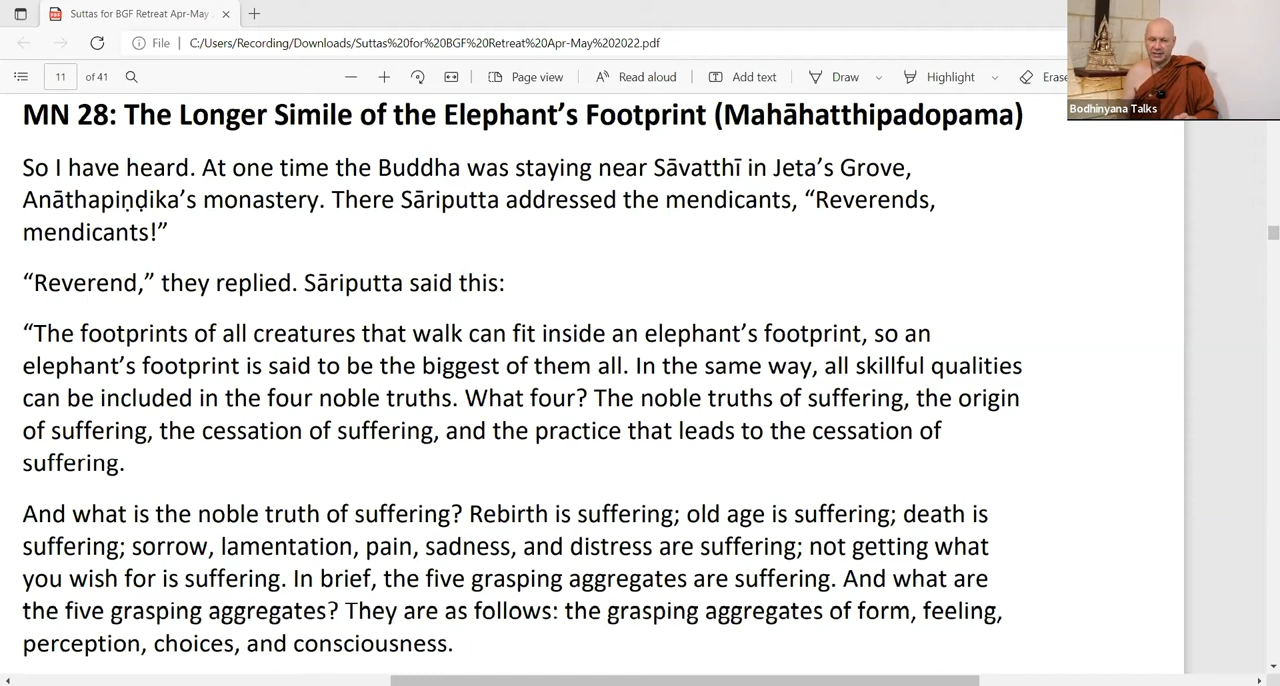 Suttas for BGF Retreat Apr-May
File C:/Users/Recording/Downloads/Suttas%20for%20BGF%20Retreat%20Apr-May%202022.pdf
11 of 41 Page view Read aloud Add text Draw Highlight Erase
Bodhinyana Talks
MN 28: The Longer Simile of the Elephant’s Footprint (Mahāhatthipadopama)
So I have heard. At one time the Buddha was staying near Sāvatthī in Jeta’s Grove,
Anāthapiṇḍika’s monastery. There Sāriputta addressed the mendicants, “Reverends,
mendicants!”
“Reverend,” they replied. Sāriputta said this:
“The footprints of all creatures that walk can fit inside an elephant’s footprint, so an
elephant’s footprint is said to be the biggest of them all. In the same way, all skillful qualities
can be included in the four noble truths. What four? The noble truths of suffering, the origin
of suffering, the cessation of suffering, and the practice that leads to the cessation of
suffering.
And what is the noble truth of suffering? Rebirth is suffering; old age is suffering; death is
suffering; sorrow, lamentation, pain, sadness, and distress are suffering; not getting what
you wish for is suffering. In brief, the five grasping aggregates are suffering. And what are
the five grasping aggregates? They are as follows: the grasping aggregates of form, feeling,
perception, choices, and consciousness.